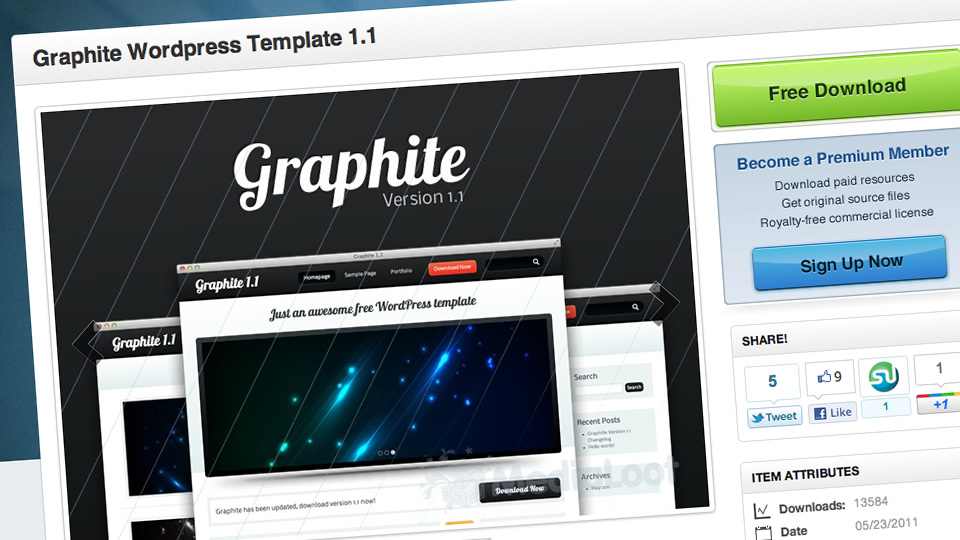 Graphite Wordpress Template 1.1
Graphite
Version 1.1
Graphite 1.1
Graphite 1.1
Homepage
Sample Page
Portfolio
Download Now
Just an awesome free WordPress template
Graphite 1.1
Search
Search
Recent Posts
Graphite Version 1.1
Changelog
Hello world!
Archives
May 2011
Download Now
Graphite has been updated, download version 1.1 now!
MediaLoot
Free Download
Become a Premium Member
Download paid resources
Get original source files
Royalty-free commercial license
Sign Up Now
SHARE!
5
Tweet
9
Like
1
1
+1
ITEM ATTRIBUTES
Downloads: 13584
Date 05/23/2011